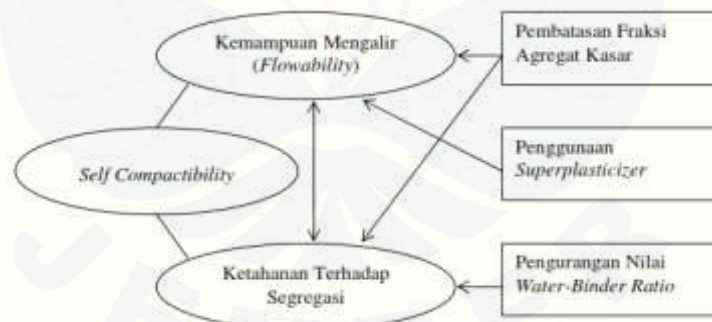 Kemampuan Mengalir
(Flowability)
Pembatasan Fraksi
Agregat Kasar
Self Compactibility
Penggunaan
Superplasticizer
Ketahanan Terhadap
Segregasi
Pengurangan Nilai
Water-Binder Ratio